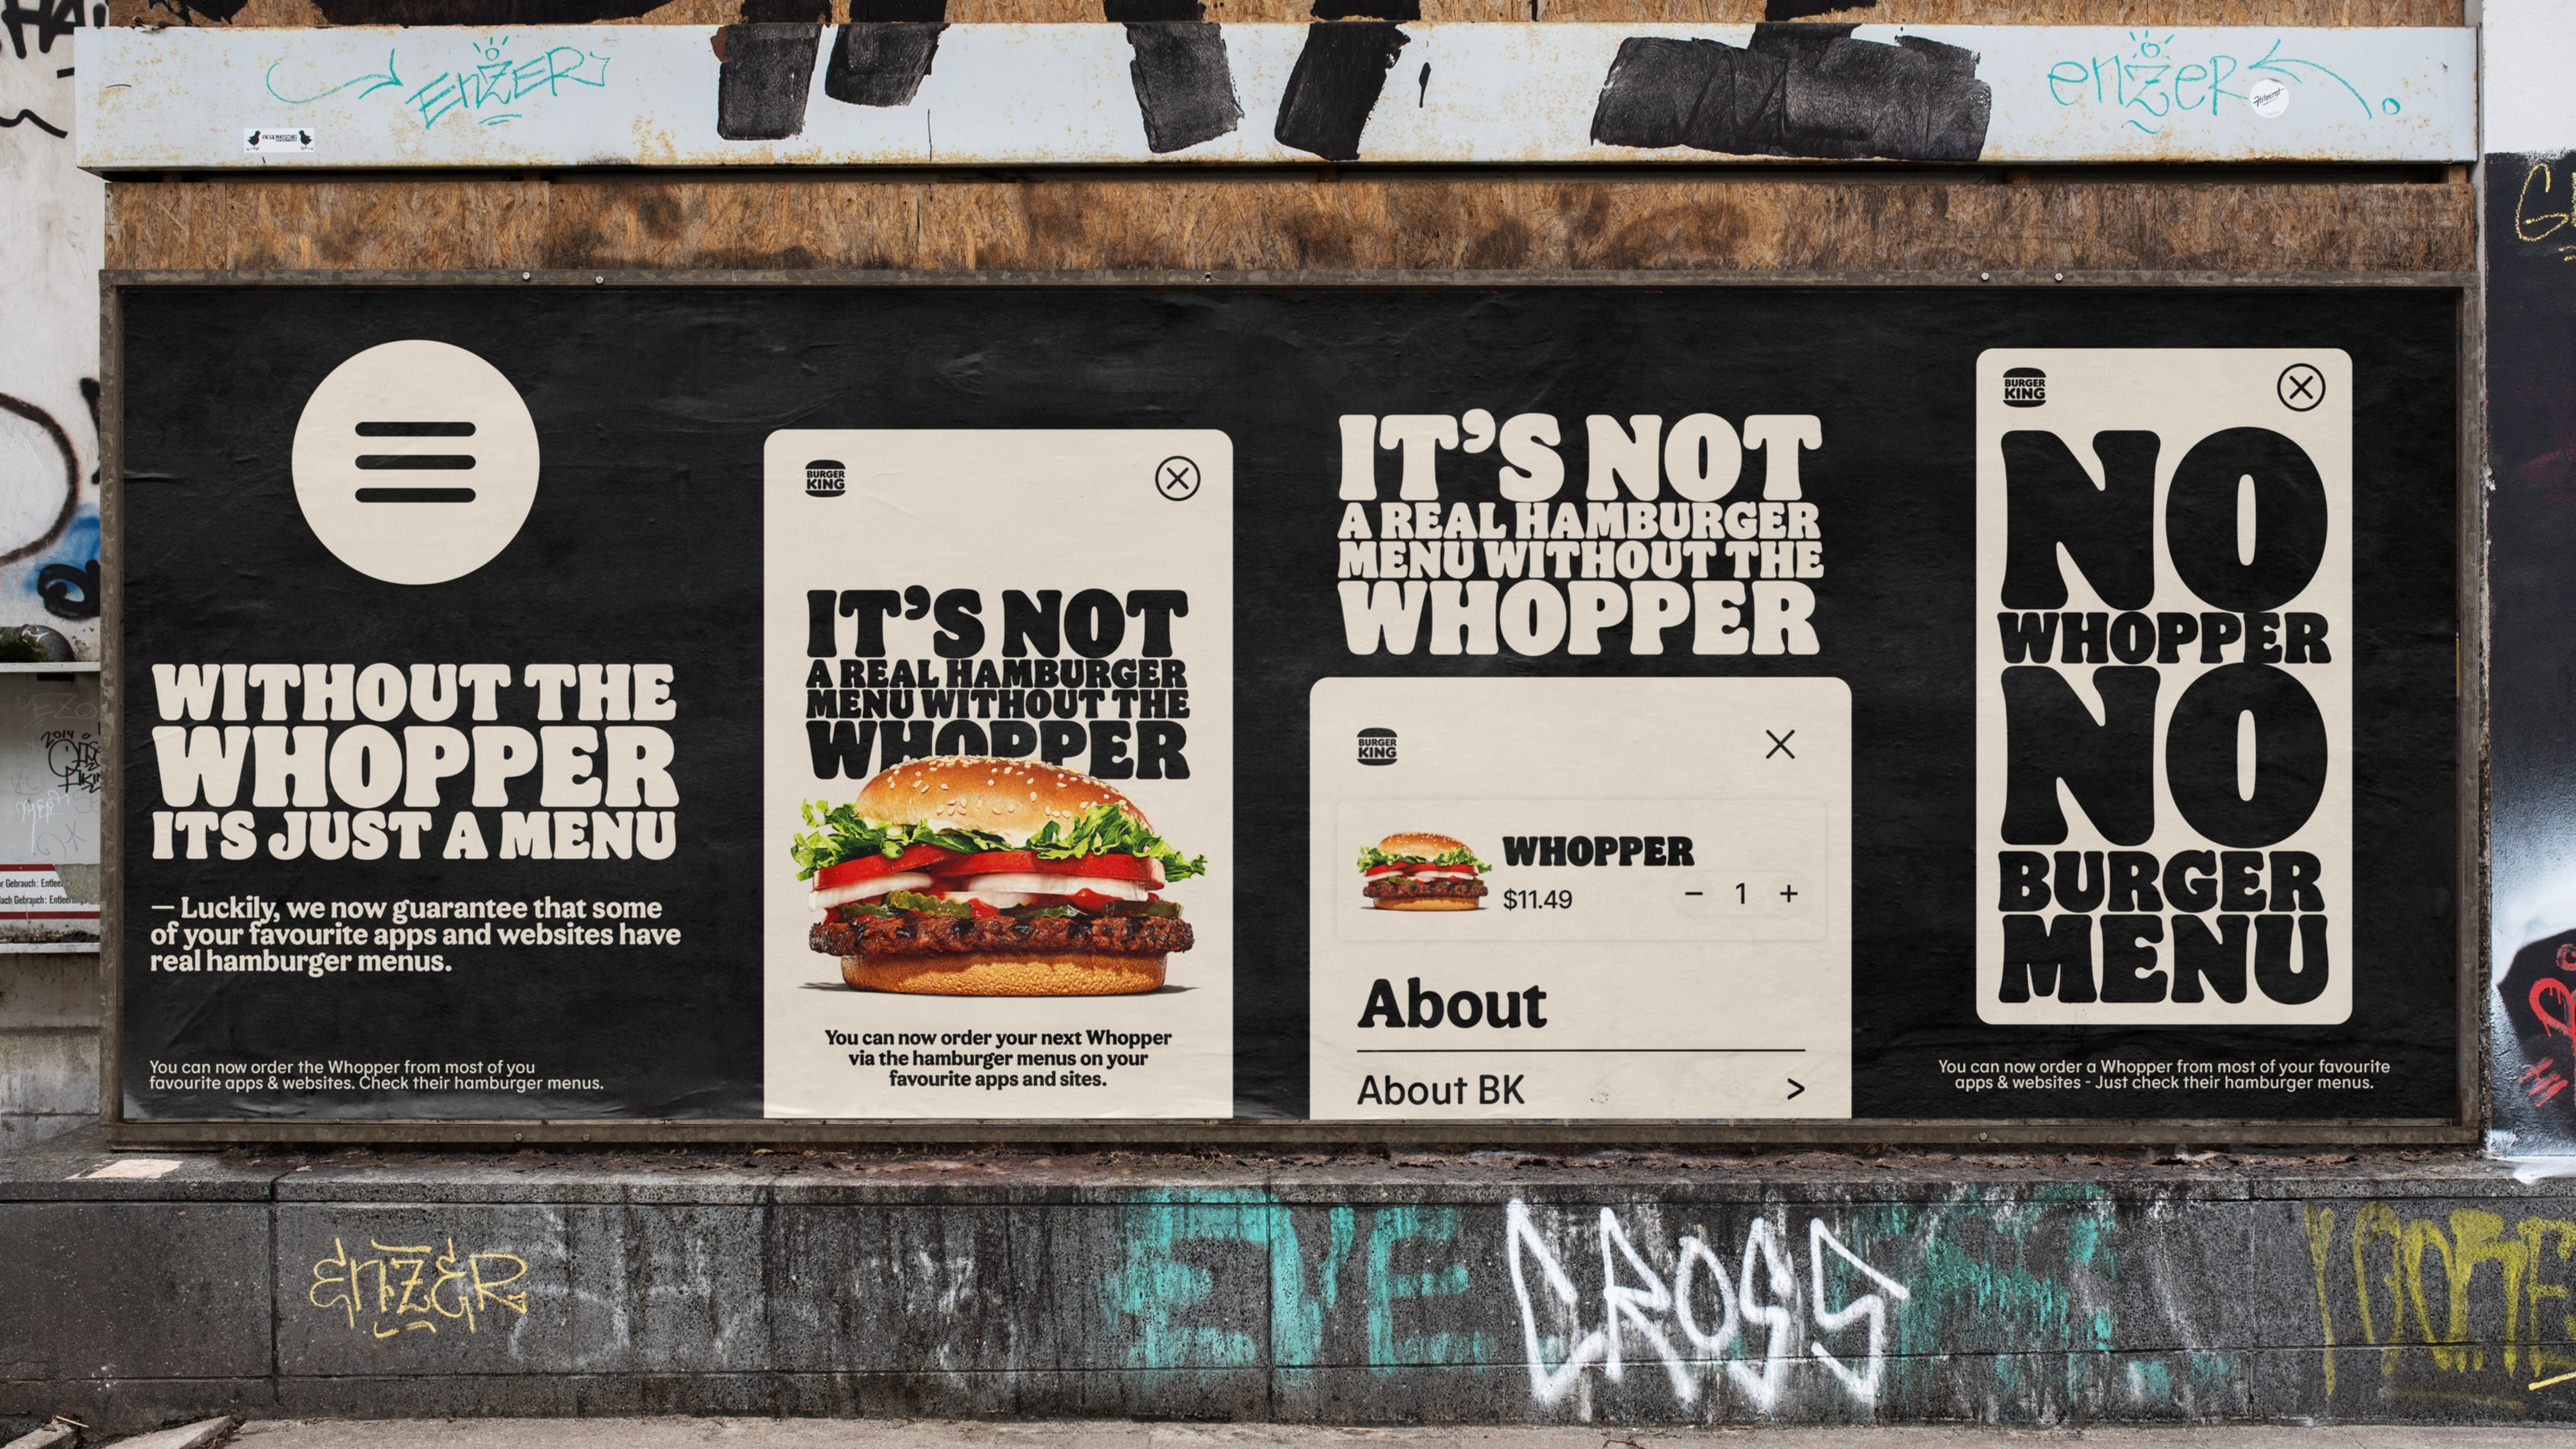 enzer
enzer
WITHOUT THE
WHOPPER
ITS JUST A MENU
— Luckily, we now guarantee that some
of your favourite apps and websites have
real hamburger menus.
You can now order the Whopper from most of you
favourite apps & websites. Check their hamburger menus.
BURGER
KING
IT'S NOT
A REAL HAMBURGER
MENU WITHOUT THE
WHOPPER
You can now order your next Whopper
via the hamburger menus on your
favourite apps and sites.
IT'S NOT
A REAL HAMBURGER
MENU WITHOUT THE
WHOPPER
BURGER
KING
WHOPPER
$11.49
− 1 +
About
About BK >
BURGER
KING
NO
WHOPPER
NO
BURGER
MENU
You can now order a Whopper from most of your favourite
apps & websites - Just check their hamburger menus.
2014
ENZER
EVE
CROSS